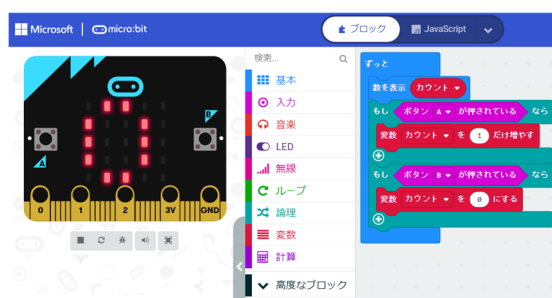 Microsoft micro:bit ブロック JavaScript
検索...
基本
入力
音楽
LED
無線
ループ
論理
変数
計算
高度なブロック
A
B
0 1 2 3V GND
ずっと
数を表示 カウント
もし ボタン A が押されている なら
変数 カウント を 1 だけ増やす
もし ボタン B が押されている なら
変数 カウント を 0 にする